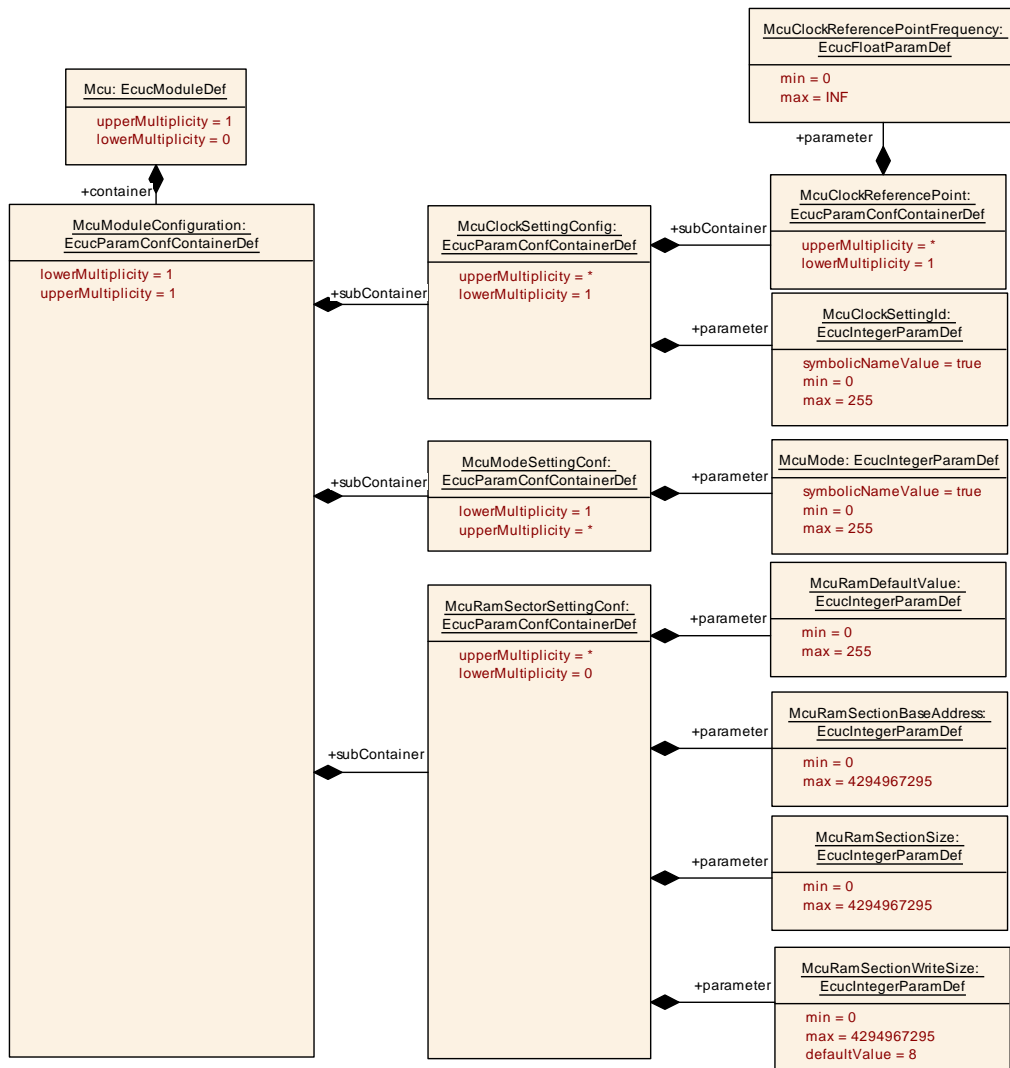 McuClockReferencePointFrequency:
EcucFloatParamDef
min = 0
max = INF
Mcu: EcucModuleDef
upperMultiplicity = 1
lowerMultiplicity = 0
+parameter
+container
McuModuleConfiguration:
EcucParamConfContainerDef
lowerMultiplicity = 1
upperMultiplicity = 1
McuClockSettingConfig:
EcucParamConfContainerDef
upperMultiplicity = *
lowerMultiplicity = 1
+subContainer
McuClockReferencePoint:
EcucParamConfContainerDef
upperMultiplicity = *
lowerMultiplicity = 1
+subContainer
+parameter
McuClockSettingId:
EcucIntegerParamDef
symbolicNameValue = true
min = 0
max = 255
+subContainer
McuModeSettingConf:
EcucParamConfContainerDef
lowerMultiplicity = 1
upperMultiplicity = *
+parameter
McuMode: EcucIntegerParamDef
symbolicNameValue = true
min = 0
max = 255
McuRamSectorSettingConf:
EcucParamConfContainerDef
upperMultiplicity = *
lowerMultiplicity = 0
+parameter
McuRamDefaultValue:
EcucIntegerParamDef
min = 0
max = 255
+subContainer
+parameter
McuRamSectionBaseAddress:
EcucIntegerParamDef
min = 0
max = 4294967295
+parameter
McuRamSectionSize:
EcucIntegerParamDef
min = 0
max = 4294967295
+parameter
McuRamSectionWriteSize:
EcucIntegerParamDef
min = 0
max = 4294967295
defaultValue = 8